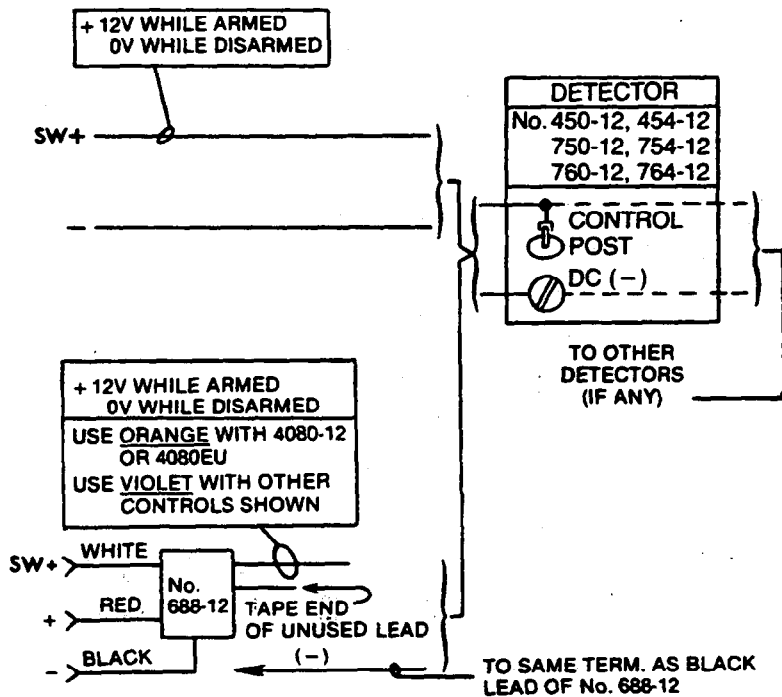 + 12V WHILE ARMED
0V WHILE DISARMED
SW+
−
DETECTOR
No. 450-12, 454-12
750-12, 754-12
760-12, 764-12
CONTROL
POST
DC (−)
TO OTHER
DETECTORS
(IF ANY)
+ 12V WHILE ARMED
0V WHILE DISARMED
USE ORANGE WITH 4080-12
OR 4080EU
USE VIOLET WITH OTHER
CONTROLS SHOWN
SW+ WHITE
No.
688-12
+ RED
TAPE END
OF UNUSED LEAD
− BLACK
(−)
TO SAME TERM. AS BLACK
LEAD OF No. 688-12